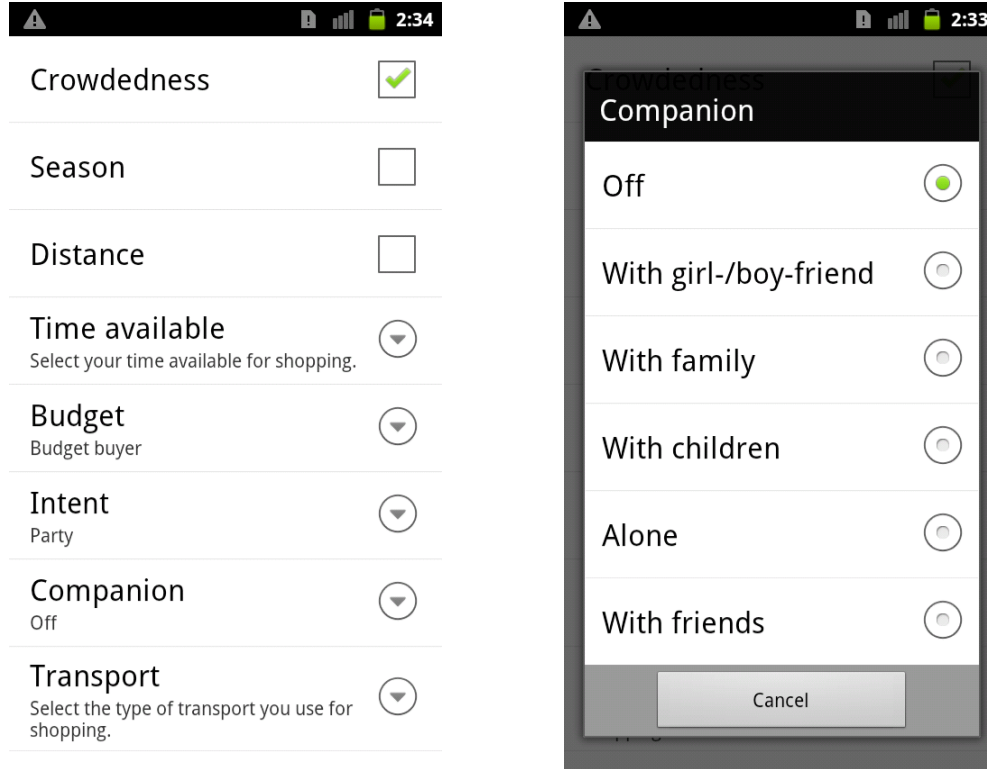 2:34
Crowdedness
Season
Distance
Time available
Select your time available for shopping.
Budget
Budget buyer
Intent
Party
Companion
Off
Transport
Select the type of transport you use for
shopping.
2:33
Crowdedness
Companion
Off
With girl-/boy-friend
With family
With children
Alone
With friends
Cancel